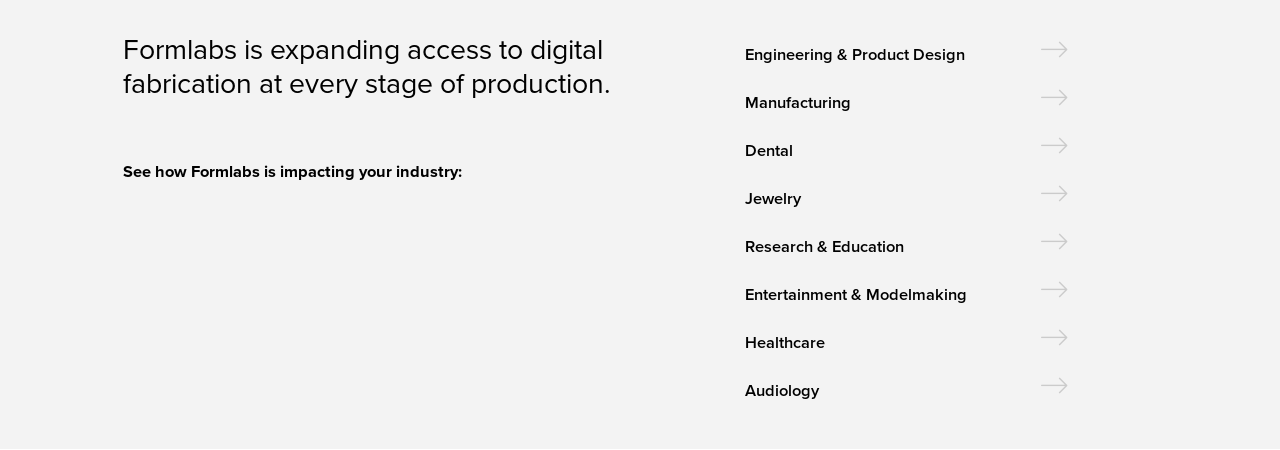 Formlabs is expanding access to digital
fabrication at every stage of production.
See how Formlabs is impacting your industry:
Engineering & Product Design
Manufacturing
Dental
Jewelry
Research & Education
Entertainment & Modelmaking
Healthcare
Audiology